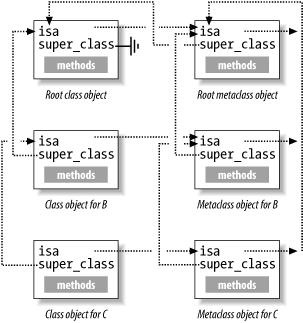 isa
super_class
methods
Root class object
isa
super_class
methods
Root metaclass object
isa
super_class
methods
Class object for B
isa
super_class
methods
Metaclass object for B
isa
super_class
methods
Class object for C
isa
super_class
methods
Metaclass object for C